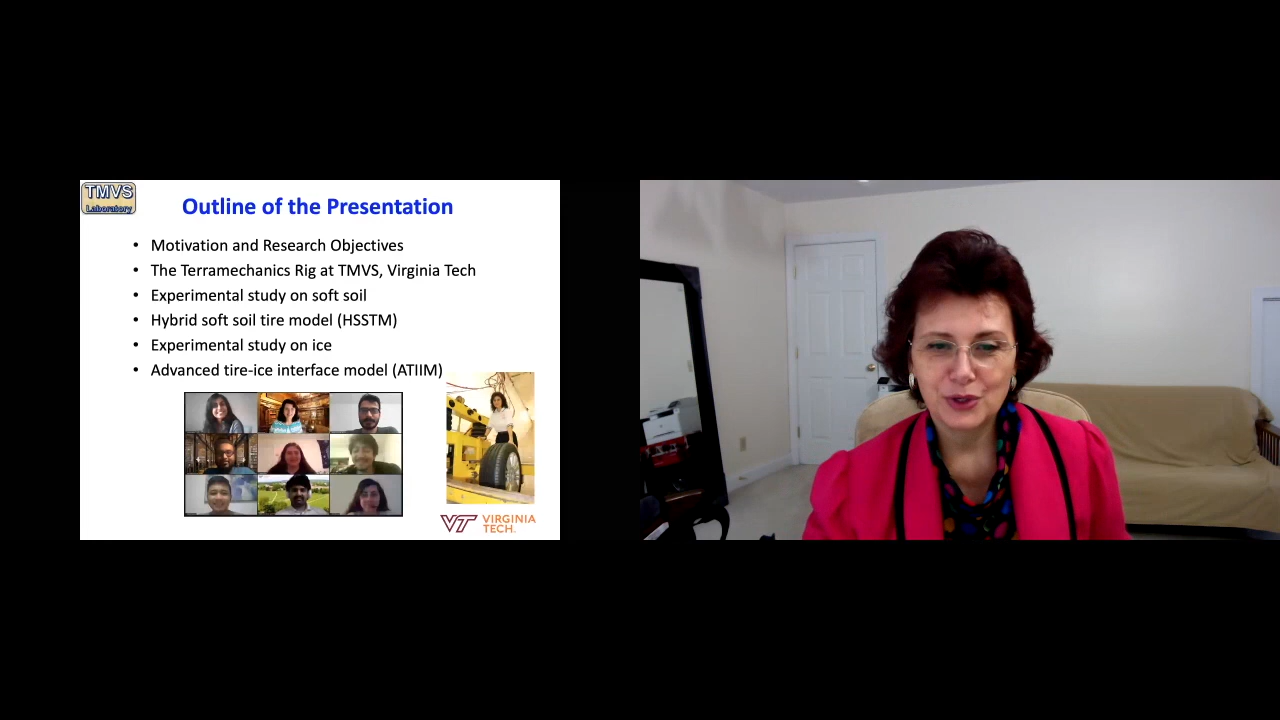 TMVS
Laboratory
Outline of the Presentation
• Motivation and Research Objectives
• The Terramechanics Rig at TMVS, Virginia Tech
• Experimental study on soft soil
• Hybrid soft soil tire model (HSSTM)
• Experimental study on ice
• Advanced tire-ice interface model (ATIIM)
VT VIRGINIA
TECH.